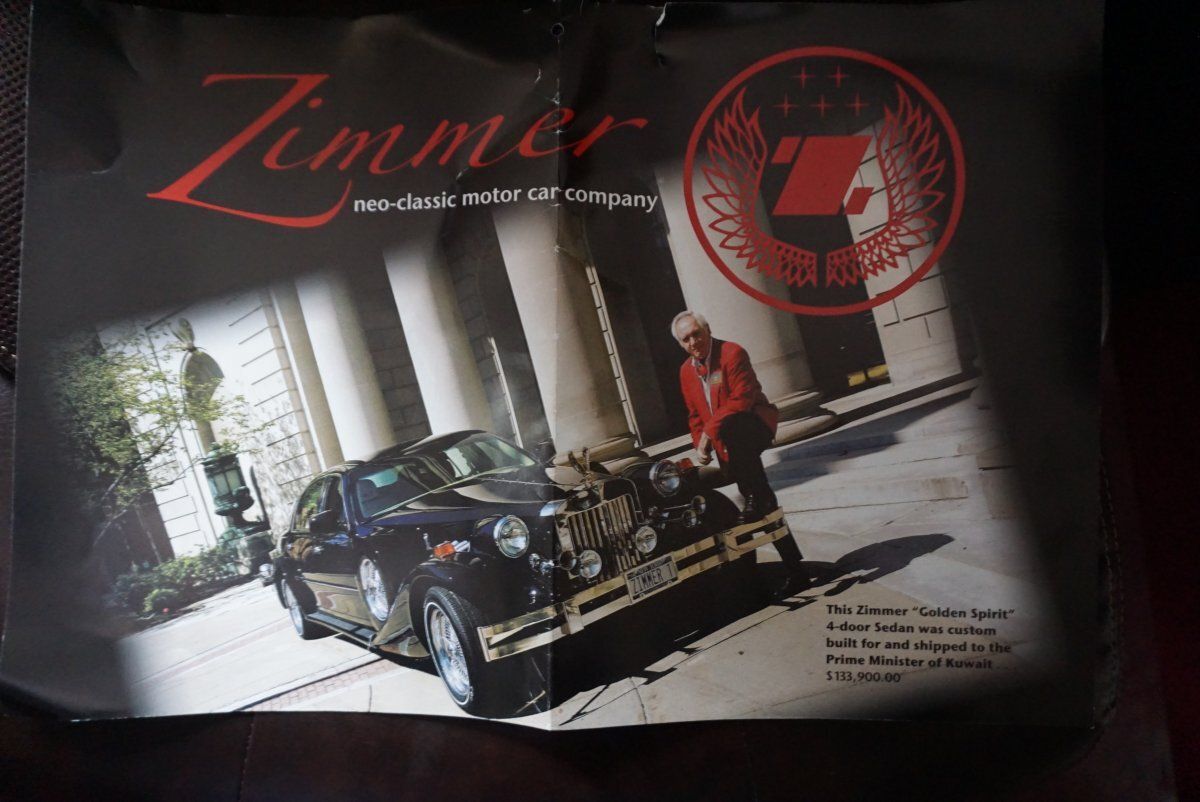 Zimmer
neo-classic motor car company
Z
ZIMMER 1
This Zimmer "Golden Spirit"
4-door Sedan was custom
built for and shipped to the
Prime Minister of Kuwait . . .
$133,900.00